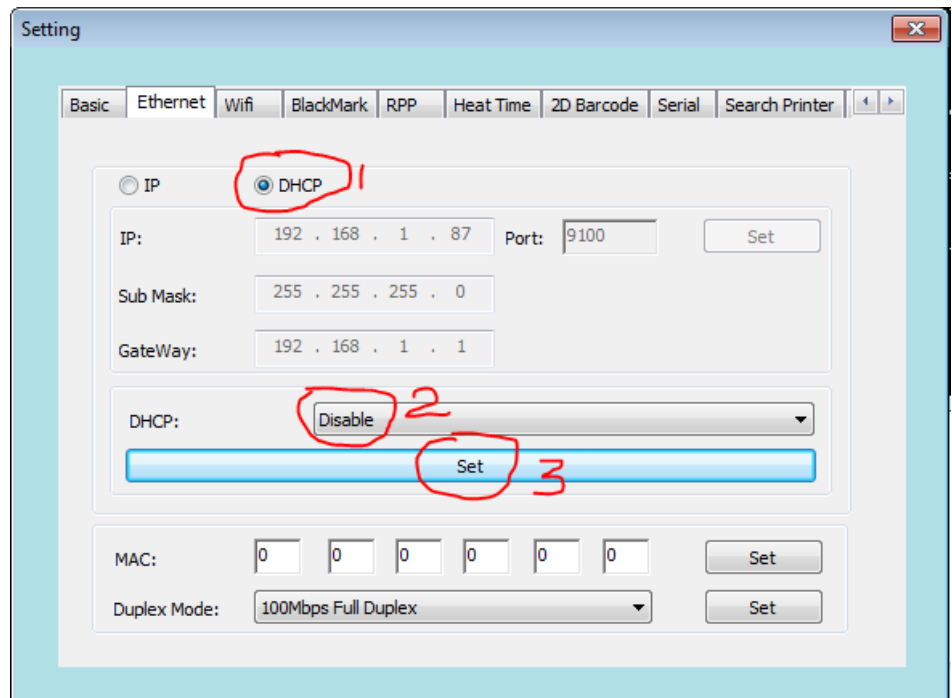 Setting
Basic Ethernet Wifi BlackMark RPP Heat Time 2D Barcode Serial Search Printer
IP DHCP 1
IP: 192 . 168 . 1 . 87 Port: 9100 Set
Sub Mask: 255 . 255 . 255 . 0
GateWay: 192 . 168 . 1 . 1
DHCP: Disable 2
Set 3
MAC: 0 0 0 0 0 0 Set
Duplex Mode: 100Mbps Full Duplex Set